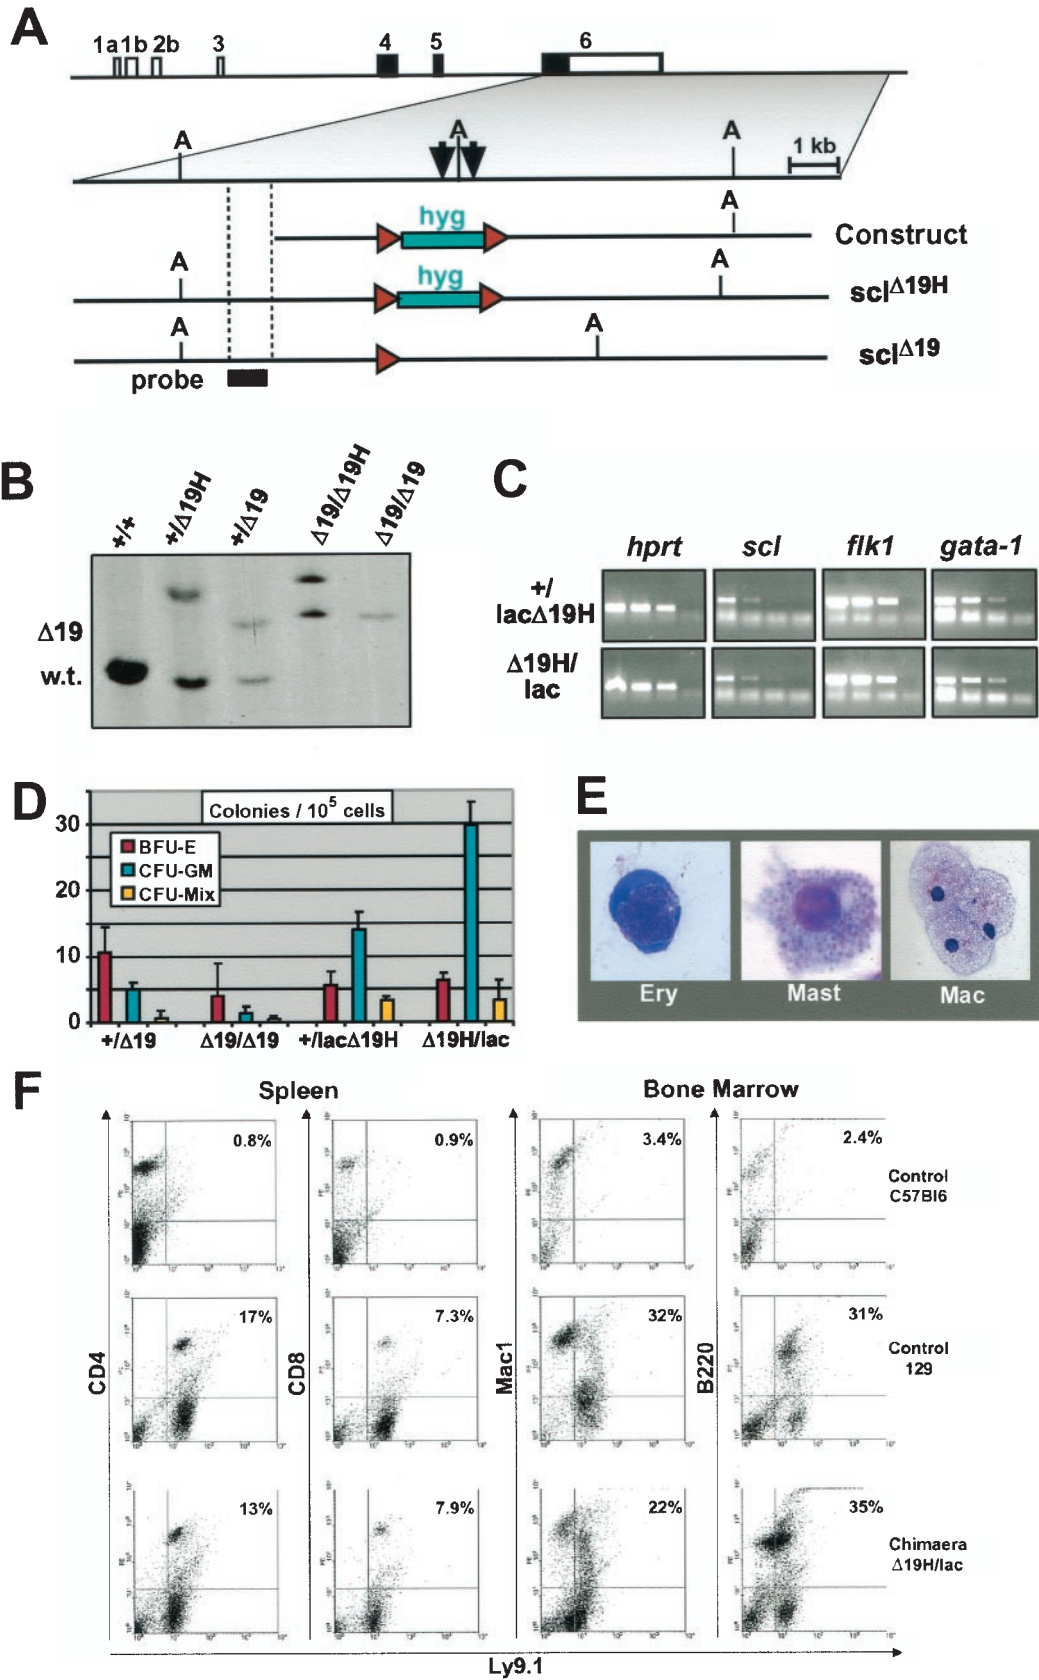 A
1a 1b 2b 3 4 5 6
A A A
1 kb
hyg A
Construct
A hyg A
scl^Δ19H
A A
scl^Δ19
probe
B
+/+ +/Δ19H +/Δ19 Δ19/Δ19H Δ19/Δ19
Δ19
w.t.
C
hprt scl flk1 gata-1
+/
lacΔ19H
Δ19H/
lac
D
Colonies / 10^5 cells
30
20
10
0
BFU-E
CFU-GM
CFU-Mix
+/Δ19 Δ19/Δ19 +/lacΔ19H Δ19H/lac
E
Ery Mast Mac
F
Spleen Bone Marrow
CD4 CD8 Mac1 B220
0.8% 0.9% 3.4% 2.4%
Control
C57Bl6
17% 7.3% 32% 31%
Control
129
13% 7.9% 22% 35%
Chimaera
Δ19H/lac
Ly9.1